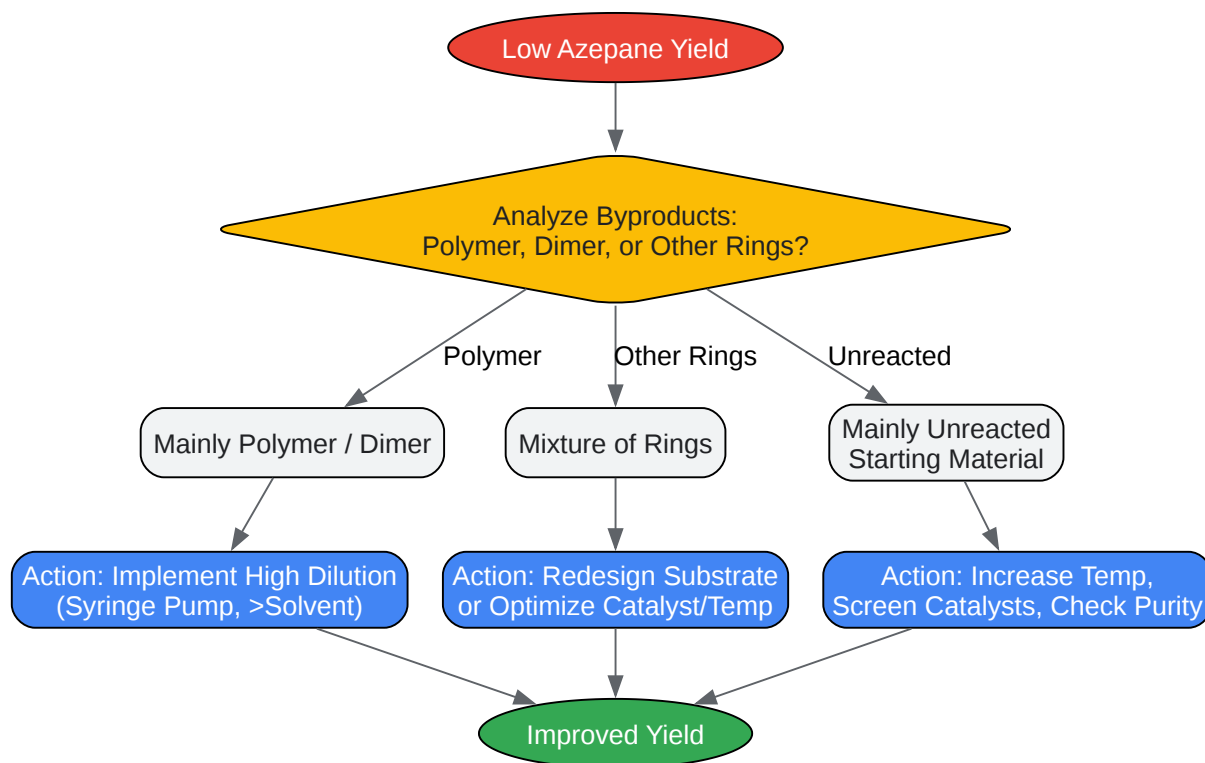 Low Azepane Yield
Analyze Byproducts:
Polymer, Dimer, or Other Rings?
Polymer
Other Rings
Unreacted
Mainly Polymer / Dimer
Mixture of Rings
Mainly Unreacted
Starting Material
Action: Implement High Dilution
(Syringe Pump, >Solvent)
Action: Redesign Substrate
or Optimize Catalyst/Temp
Action: Increase Temp,
Screen Catalysts, Check Purity
Improved Yield